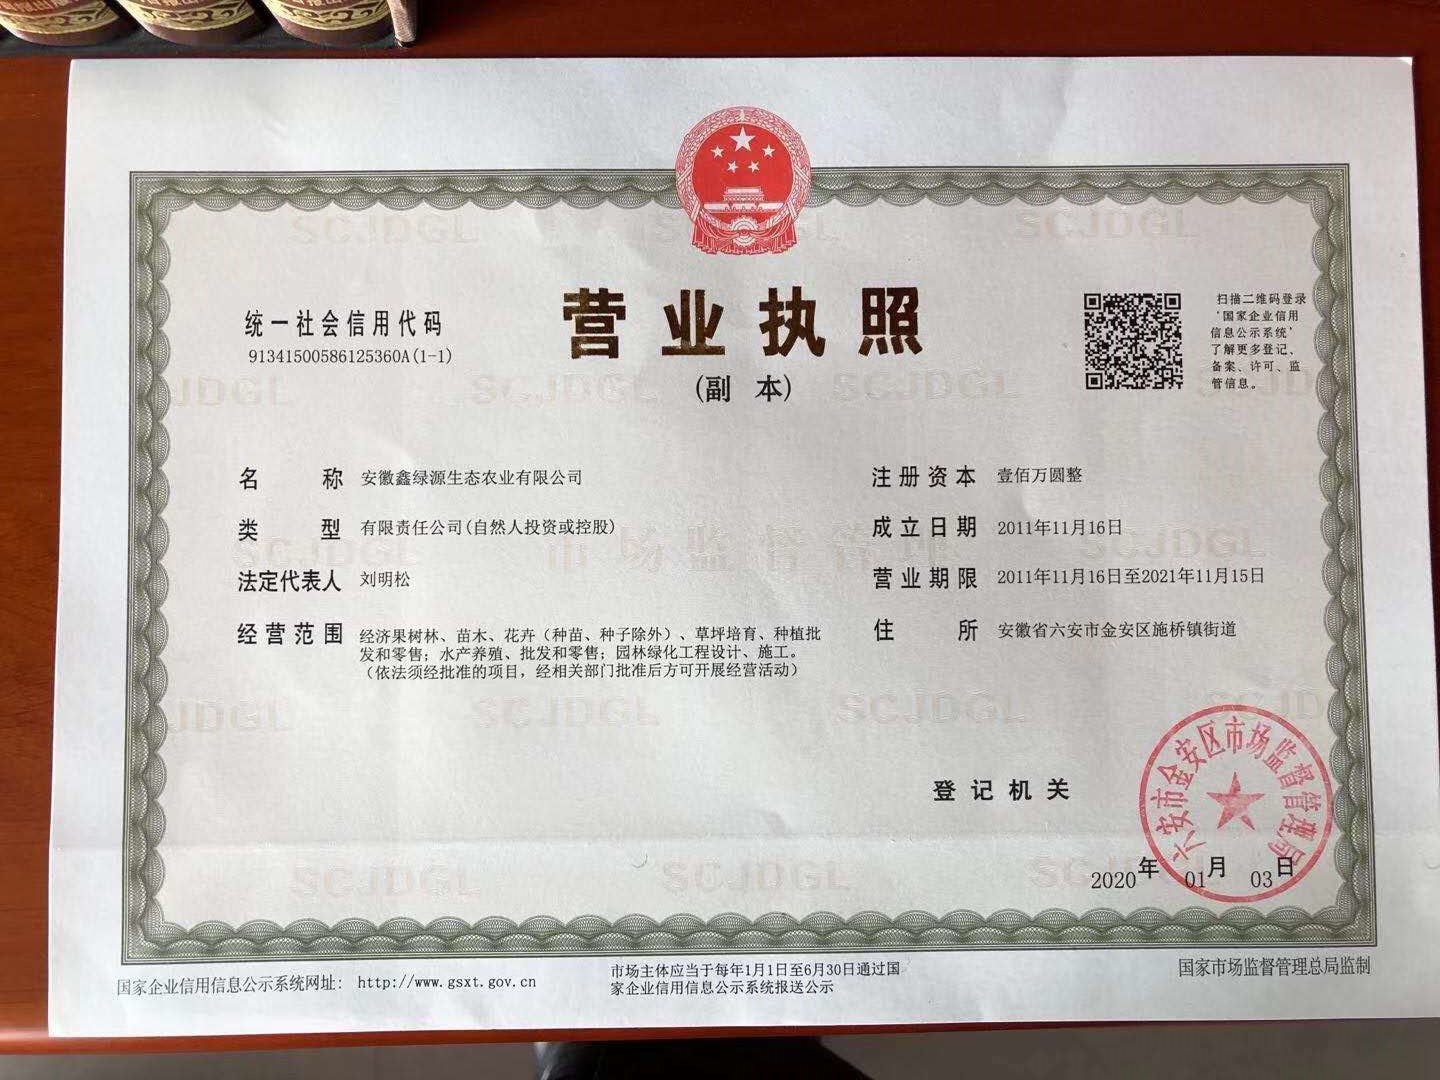 营业执照
(副 本)
统一社会信用代码
91341500586125360A(1-1)
扫描二维码登录
'国家企业信用
信息公示系统'
了解更多登记、
备案、许可、监
管信息。
名 称 安徽鑫绿源生态农业有限公司
类 型 有限责任公司(自然人投资或控股)
法定代表人 刘明松
经营范围 经济果树林、苗木、花卉（种苗、种子除外）、草坪培育、种植批
发和零售；水产养殖、批发和零售；园林绿化工程设计、施工。
（依法须经批准的项目，经相关部门批准后方可开展经营活动）
注册资本 壹佰万圆整
成立日期 2011年11月16日
营业期限 2011年11月16日至2021年11月15日
住 所 安徽省六安市金安区施桥镇街道
登记机关
六安市金安区市场监督管理局
2020年 01月 03日
国家企业信用信息公示系统网址: http://www.gsxt.gov.cn
市场主体应当于每年1月1日至6月30日通过国
家企业信用信息公示系统报送公示
国家市场监督管理总局监制
SCJDGL
市场监督管理